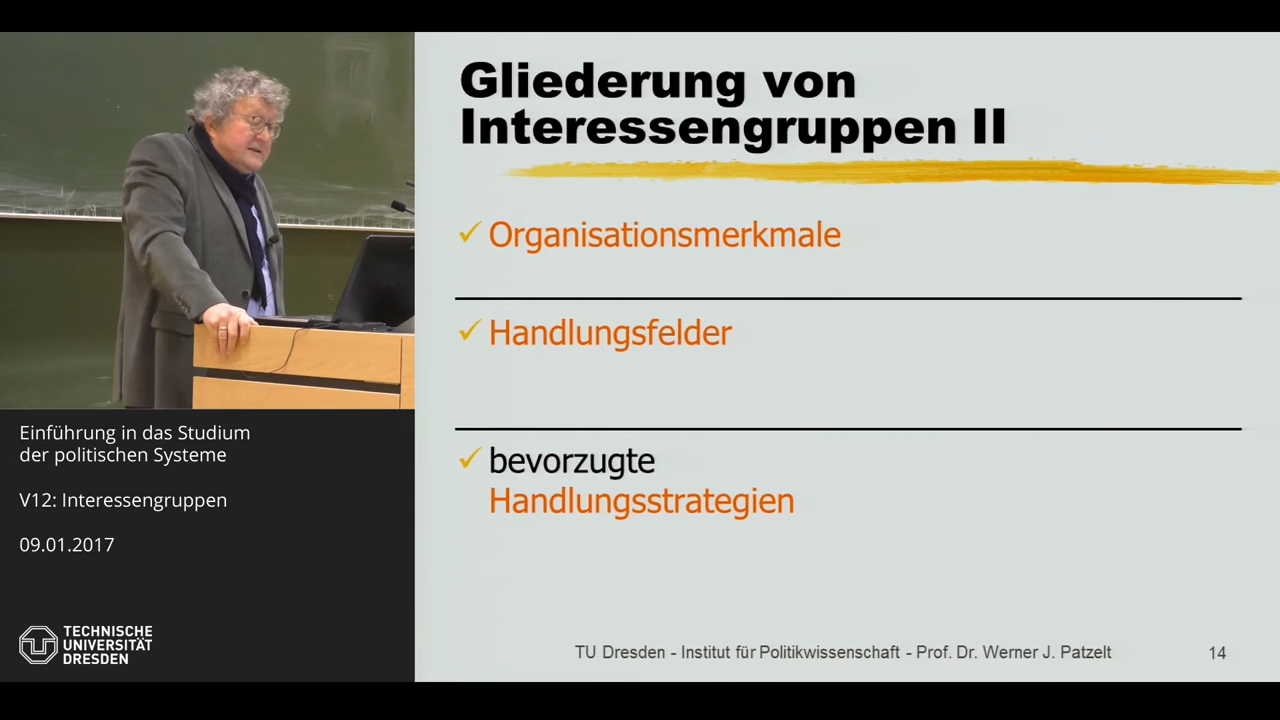 Gliederung von
Interessengruppen II
Organisationsmerkmale
Handlungsfelder
bevorzugte
Handlungsstrategien
TU Dresden - Institut für Politikwissenschaft - Prof. Dr. Werner J. Patzelt
14
Einführung in das Studium
der politischen Systeme
V12: Interessengruppen
09.01.2017
TECHNISCHE
UNIVERSITÄT
DRESDEN